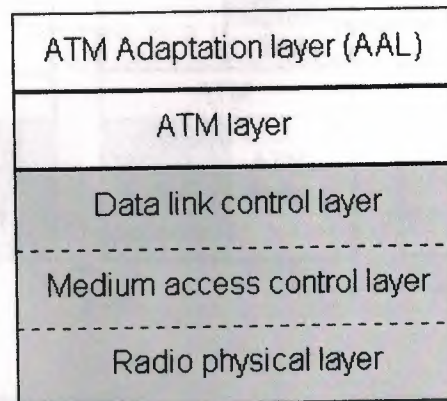 ATM Adaptation layer (AAL)
ATM layer
Data link control layer
Medium access control layer
Radio physical layer